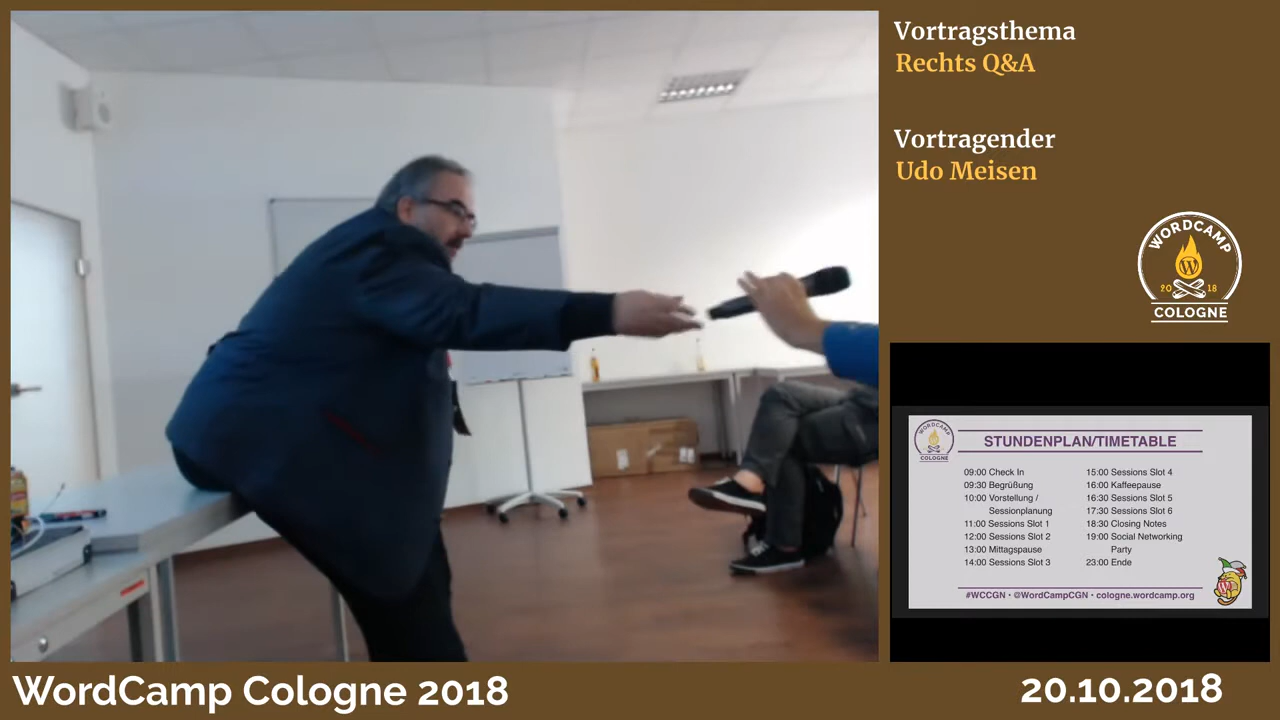 Vortragsthema
Rechts Q&A
Vortragender
Udo Meisen
WORDCAMP
2018
COLOGNE
WORDCAMP
COLOGNE
STUNDENPLAN/TIMETABLE
09:00 Check In
09:30 Begrüßung
10:00 Vorstellung /
Sessionplanung
11:00 Sessions Slot 1
12:00 Sessions Slot 2
13:00 Mittagspause
14:00 Sessions Slot 3
15:00 Sessions Slot 4
16:00 Kaffeepause
16:30 Sessions Slot 5
17:30 Sessions Slot 6
18:30 Closing Notes
19:00 Social Networking
Party
23:00 Ende
#WCCGN • @WordCampCGN • cologne.wordcamp.org
WordCamp Cologne 2018
20.10.2018